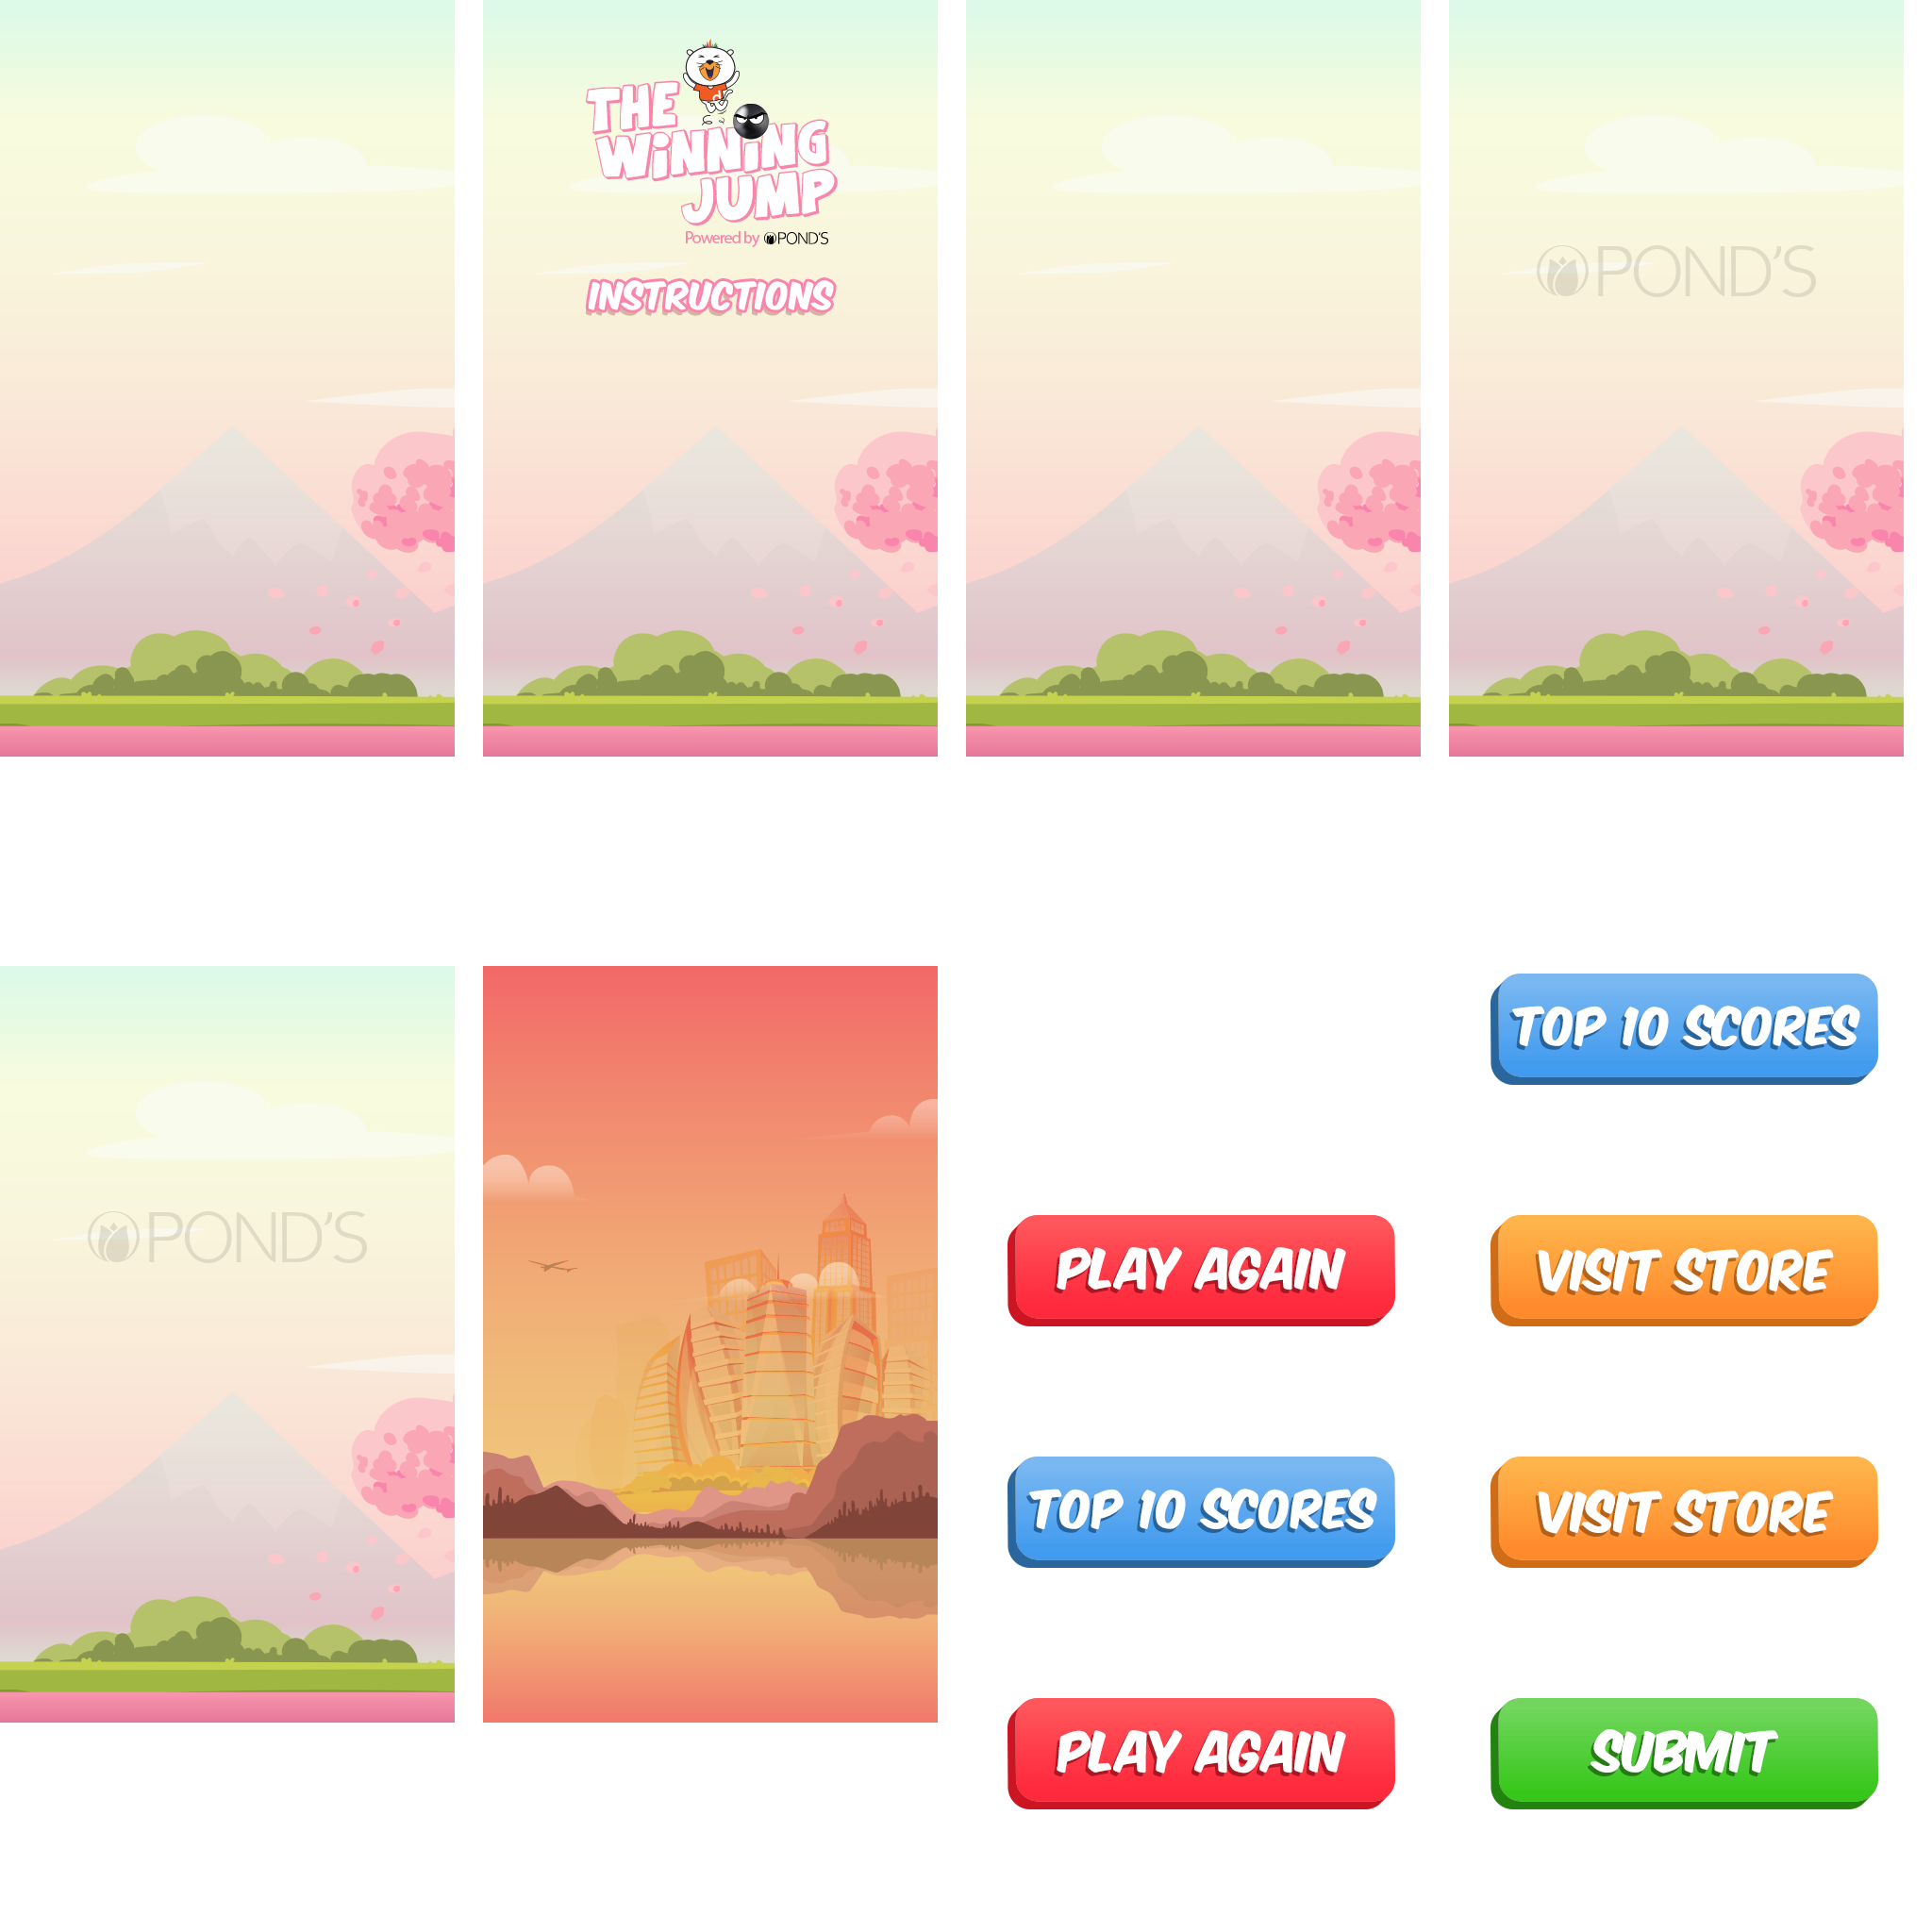 THE
WiNNiNG
JUMP
Powered by POND'S
INSTRUCTIONS
POND'S
POND'S
TOP 10 SCORES
PLAY AGAIN
VISIT STORE
TOP 10 SCORES
VISIT STORE
PLAY AGAIN
SUBMIT